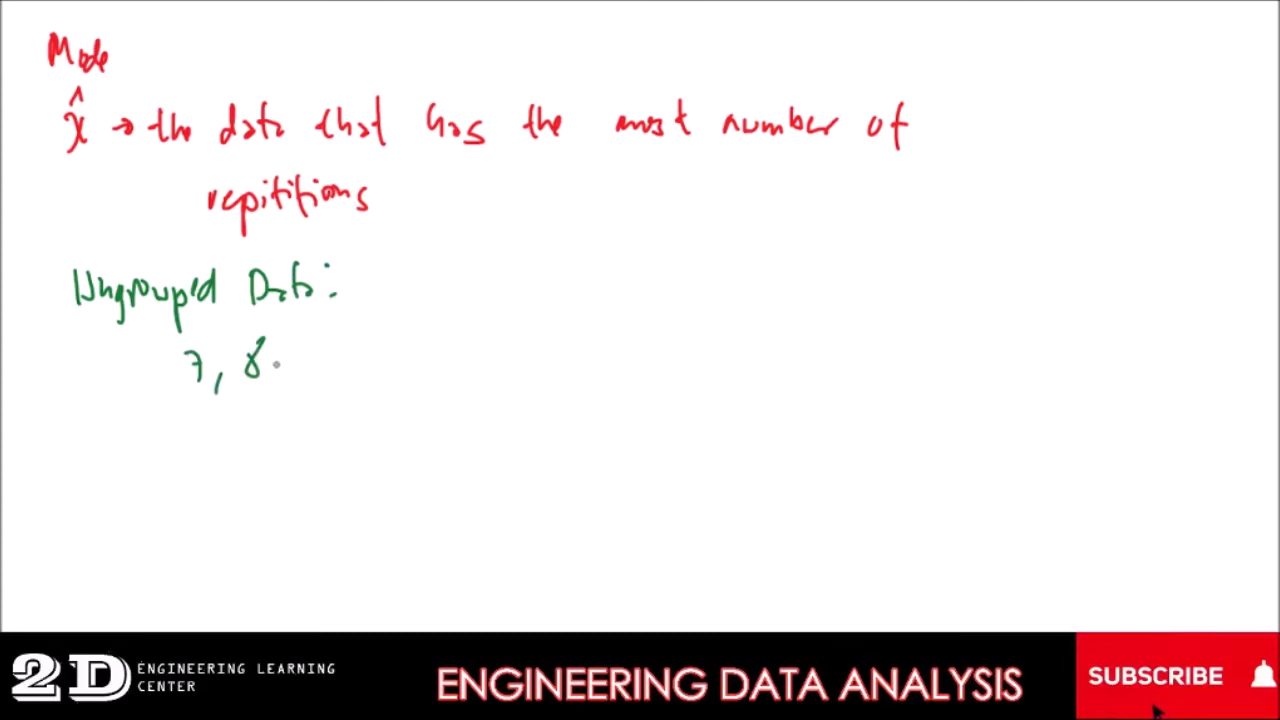 Mode
x̂ → the data that has the most number of
repititions
Ungrouped Data:
7, 8
2D ENGINEERING LEARNING
CENTER
ENGINEERING DATA ANALYSIS
SUBSCRIBE